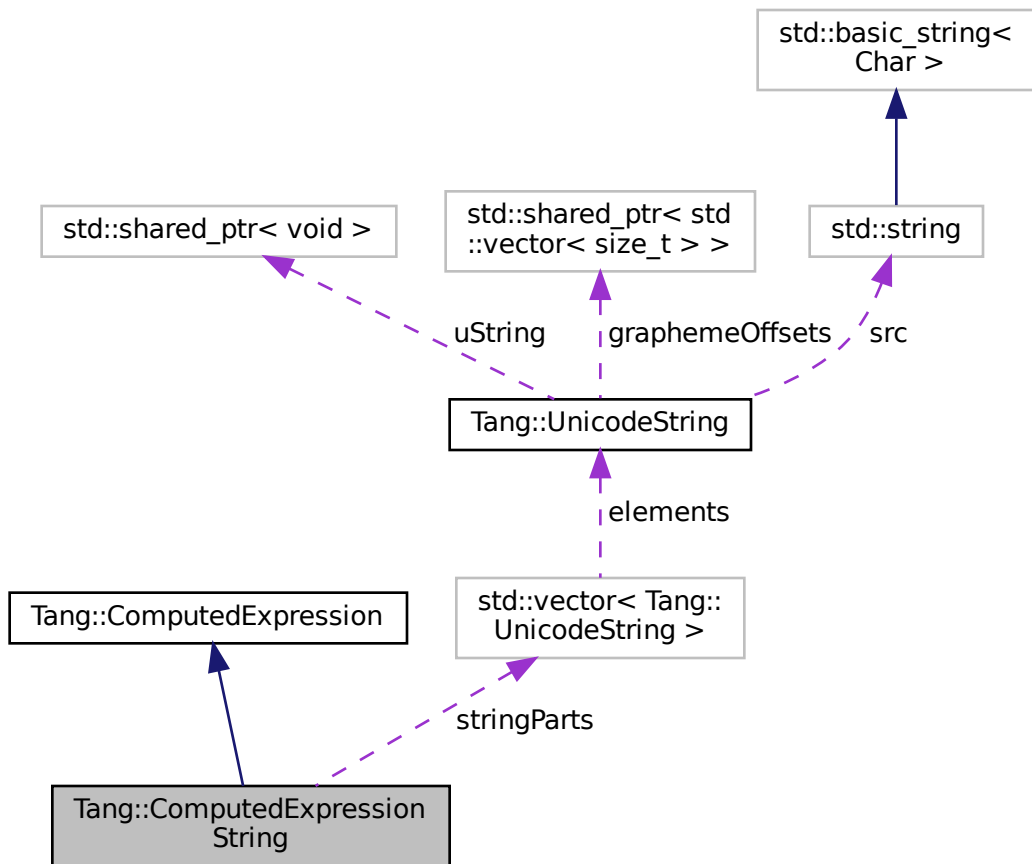 std::basic_string<
Char >
std::shared_ptr< void >
std::shared_ptr< std
::vector< size_t > >
std::string
uString
graphemeOffsets
src
Tang::UnicodeString
elements
Tang::ComputedExpression
std::vector< Tang::
UnicodeString >
stringParts
Tang::ComputedExpression
String